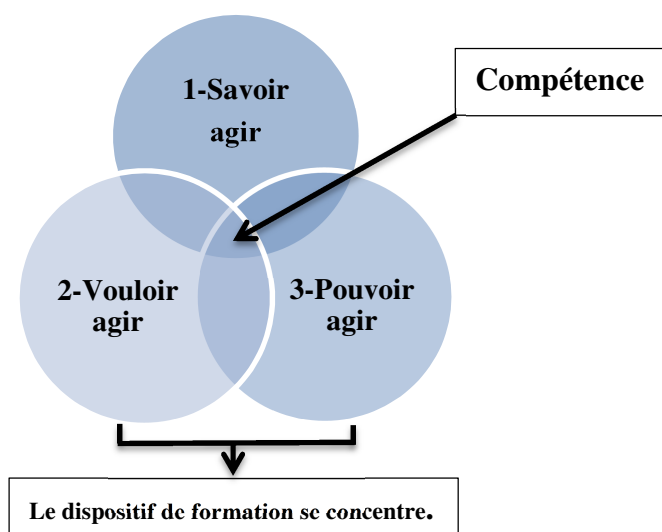 1-Savoir
agir
Compétence
2-Vouloir
agir
3-Pouvoir
agir
Le dispositif de formation se concentre.